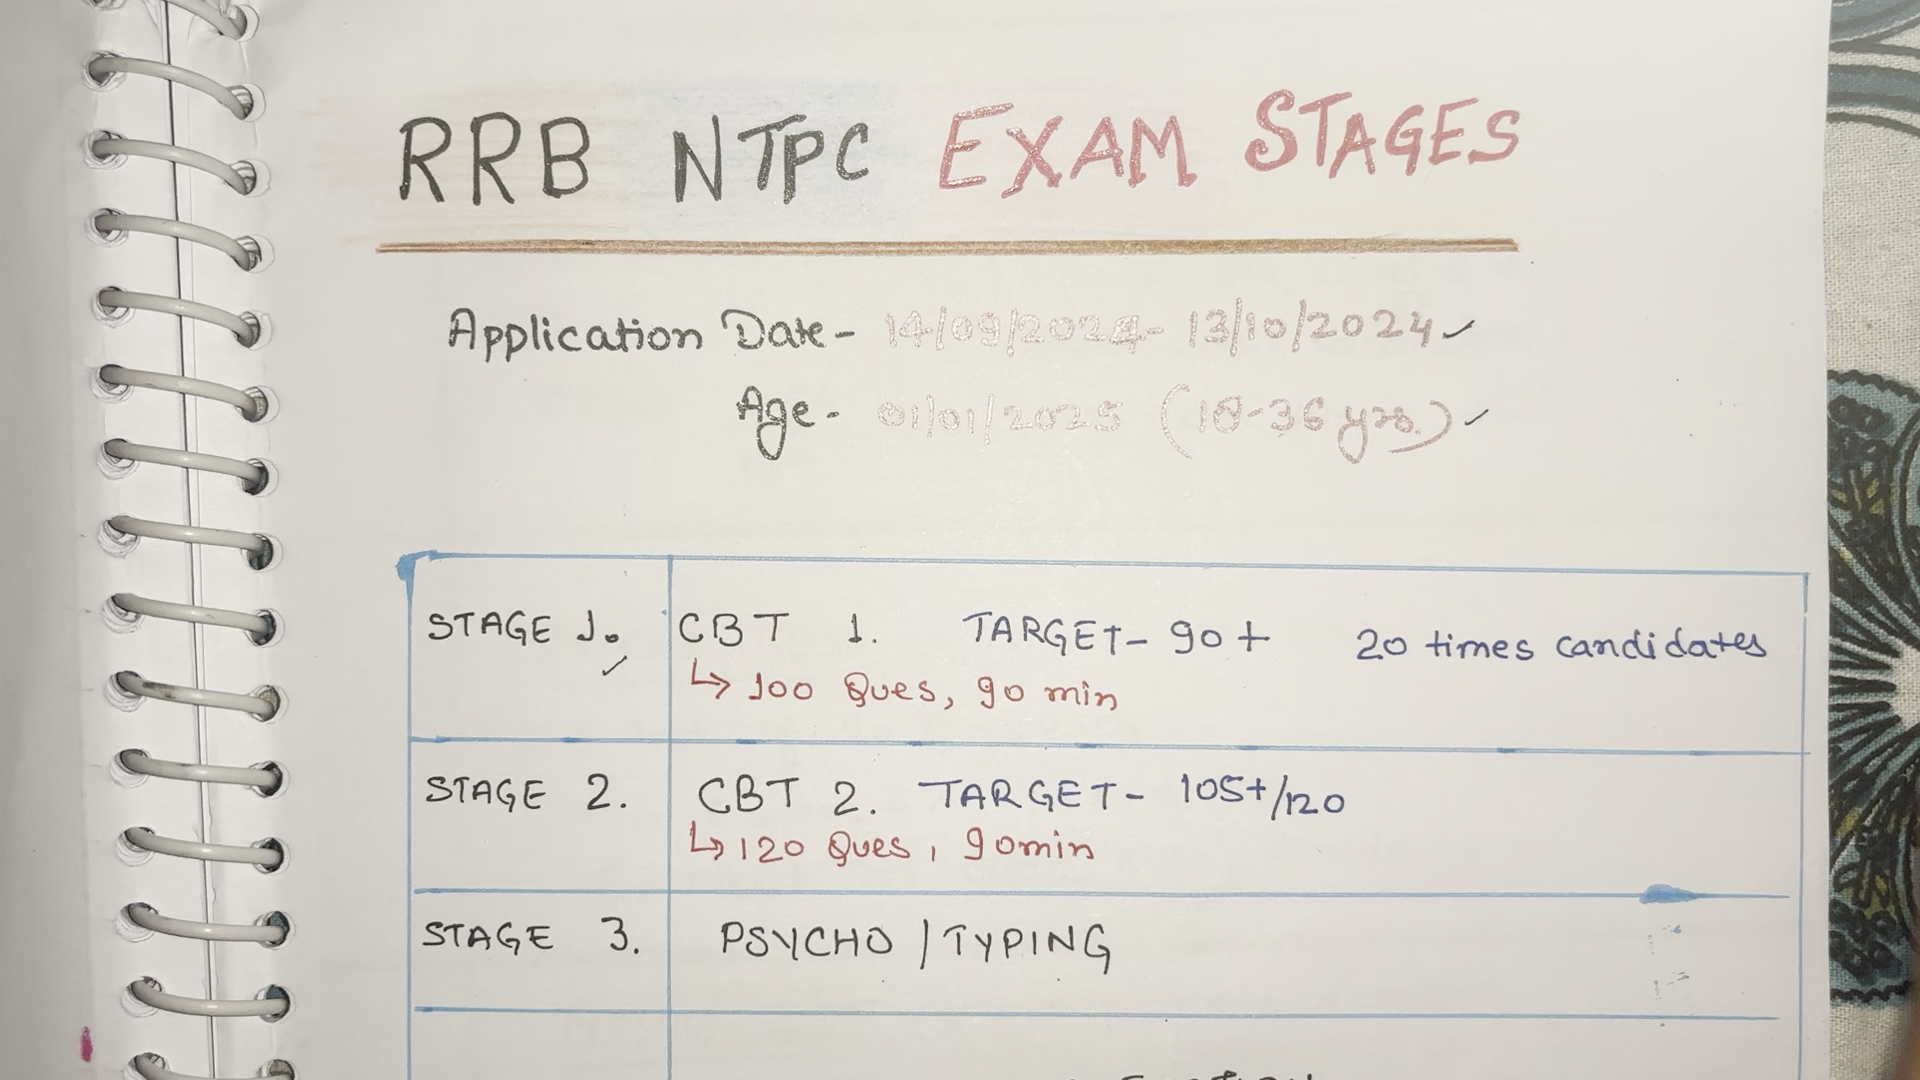 RRB NTPC EXAM STAGES
Application Date - 14/09/2024 - 13/10/2024
Age - 01/01/2025 (18-36 yrs.)
STAGE 1. CBT 1. TARGET - 90+ 20 times candidates
↳ 100 Ques, 90 min
STAGE 2. CBT 2. TARGET - 105+/120
↳ 120 Ques, 90min
STAGE 3. PSYCHO / TYPING